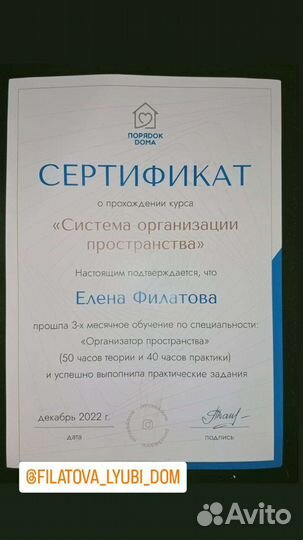 ПОРЯДОК
DOMA
СЕРТИФИКАТ
о прохождении курса
«Система организации
пространства»
Настоящим подтверждается, что
Елена Филатова
прошла 3-х месячное обучение по специальности:
«Организатор пространства»
(50 часов теории и 40 часов практики)
и успешно выполнила практические задания
декабрь 2022 г.
дата
подпись
@FILATOVA_LYUBI_DOM
Avito